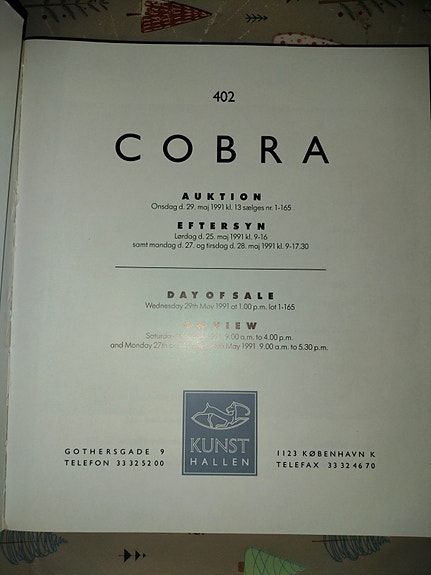 402
COBRA
AUKTION
Onsdag d. 29. maj 1991 kl. 13 sælges nr. 1-165
EFTERSYN
Lørdag d. 25. maj 1991 kl. 9-16
samt mandag d. 27. og tirsdag d. 28. maj 1991 kl. 9-17.30
DAY OF SALE
Wednesday 29th May 1991 at 1:00 p.m. lot 1-165
VIEW
Saturday 9.00 a.m. to 4.00 p.m.
and Monday 27th May 1991 9.00 a.m. to 5.30 p.m.
KUNST
HALLEN
GOTHERSGADE 9
TELEFON 33 32 52 00
1123 KØBENHAVN K
TELEFAX 33 32 46 70